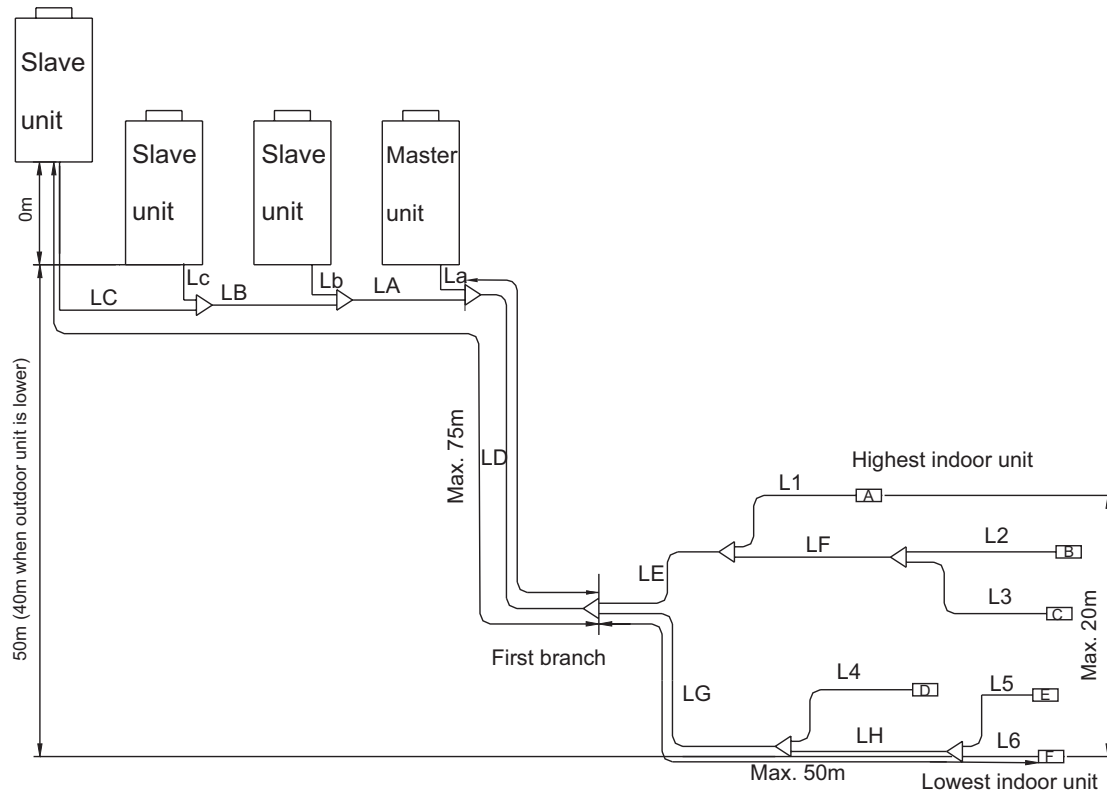 Slave
unit
Slave
unit
Slave
unit
Master
unit
0m
Lc
Lb
La
LC
LB
LA
50m (40m when outdoor unit is lower)
Max. 75m
LD
Highest indoor unit
L1
A
L2
B
LF
LE
L3
C
Max. 20m
First branch
L4
D
L5
E
LG
LH
L6
F
Max. 50m
Lowest indoor unit